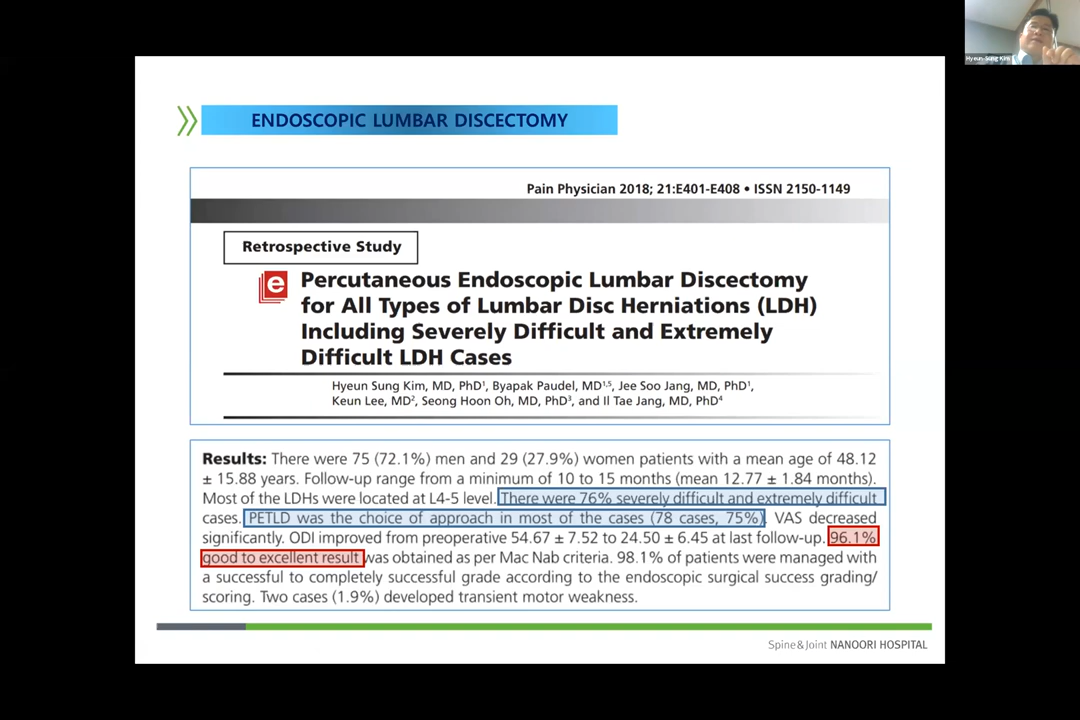 Hyeun-Sung Kim
ENDOSCOPIC LUMBAR DISCECTOMY
Pain Physician 2018; 21:E401-E408 • ISSN 2150-1149
Retrospective Study
e
Percutaneous Endoscopic Lumbar Discectomy
for All Types of Lumbar Disc Herniations (LDH)
Including Severely Difficult and Extremely
Difficult LDH Cases
Hyeun Sung Kim, MD, PhD¹, Byapak Paudel, MD¹,⁵, Jee Soo Jang, MD, PhD¹,
Keun Lee, MD², Seong Hoon Oh, MD, PhD³, and Il Tae Jang, MD, PhD⁴
Results: There were 75 (72.1%) men and 29 (27.9%) women patients with a mean age of 48.12
± 15.88 years. Follow-up range from a minimum of 10 to 15 months (mean 12.77 ± 1.84 months).
Most of the LDHs were located at L4-5 level. There were 76% severely difficult and extremely difficult
cases. PETLD was the choice of approach in most of the cases (78 cases, 75%). VAS decreased
significantly. ODI improved from preoperative 54.67 ± 7.52 to 24.50 ± 6.45 at last follow-up. 96.1%
good to excellent result was obtained as per Mac Nab criteria. 98.1% of patients were managed with
a successful to completely successful grade according to the endoscopic surgical success grading/
scoring. Two cases (1.9%) developed transient motor weakness.
Spine&Joint NANOORI HOSPITAL